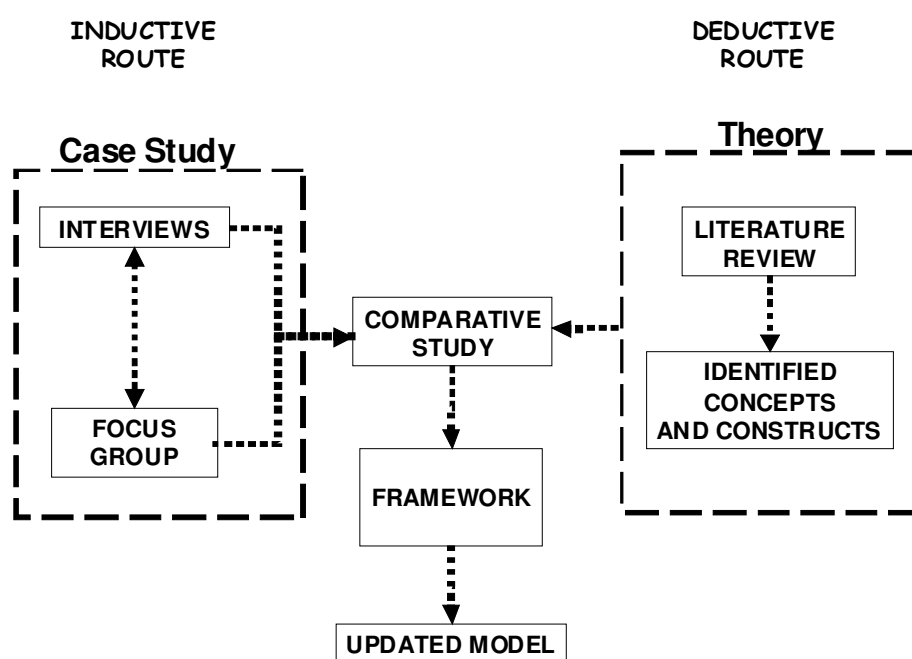 INDUCTIVE
ROUTE
DEDUCTIVE
ROUTE
Case Study
Theory
INTERVIEWS
LITERATURE
REVIEW
COMPARATIVE
STUDY
IDENTIFIED
CONCEPTS
AND CONSTRUCTS
FOCUS
GROUP
FRAMEWORK
UPDATED MODEL